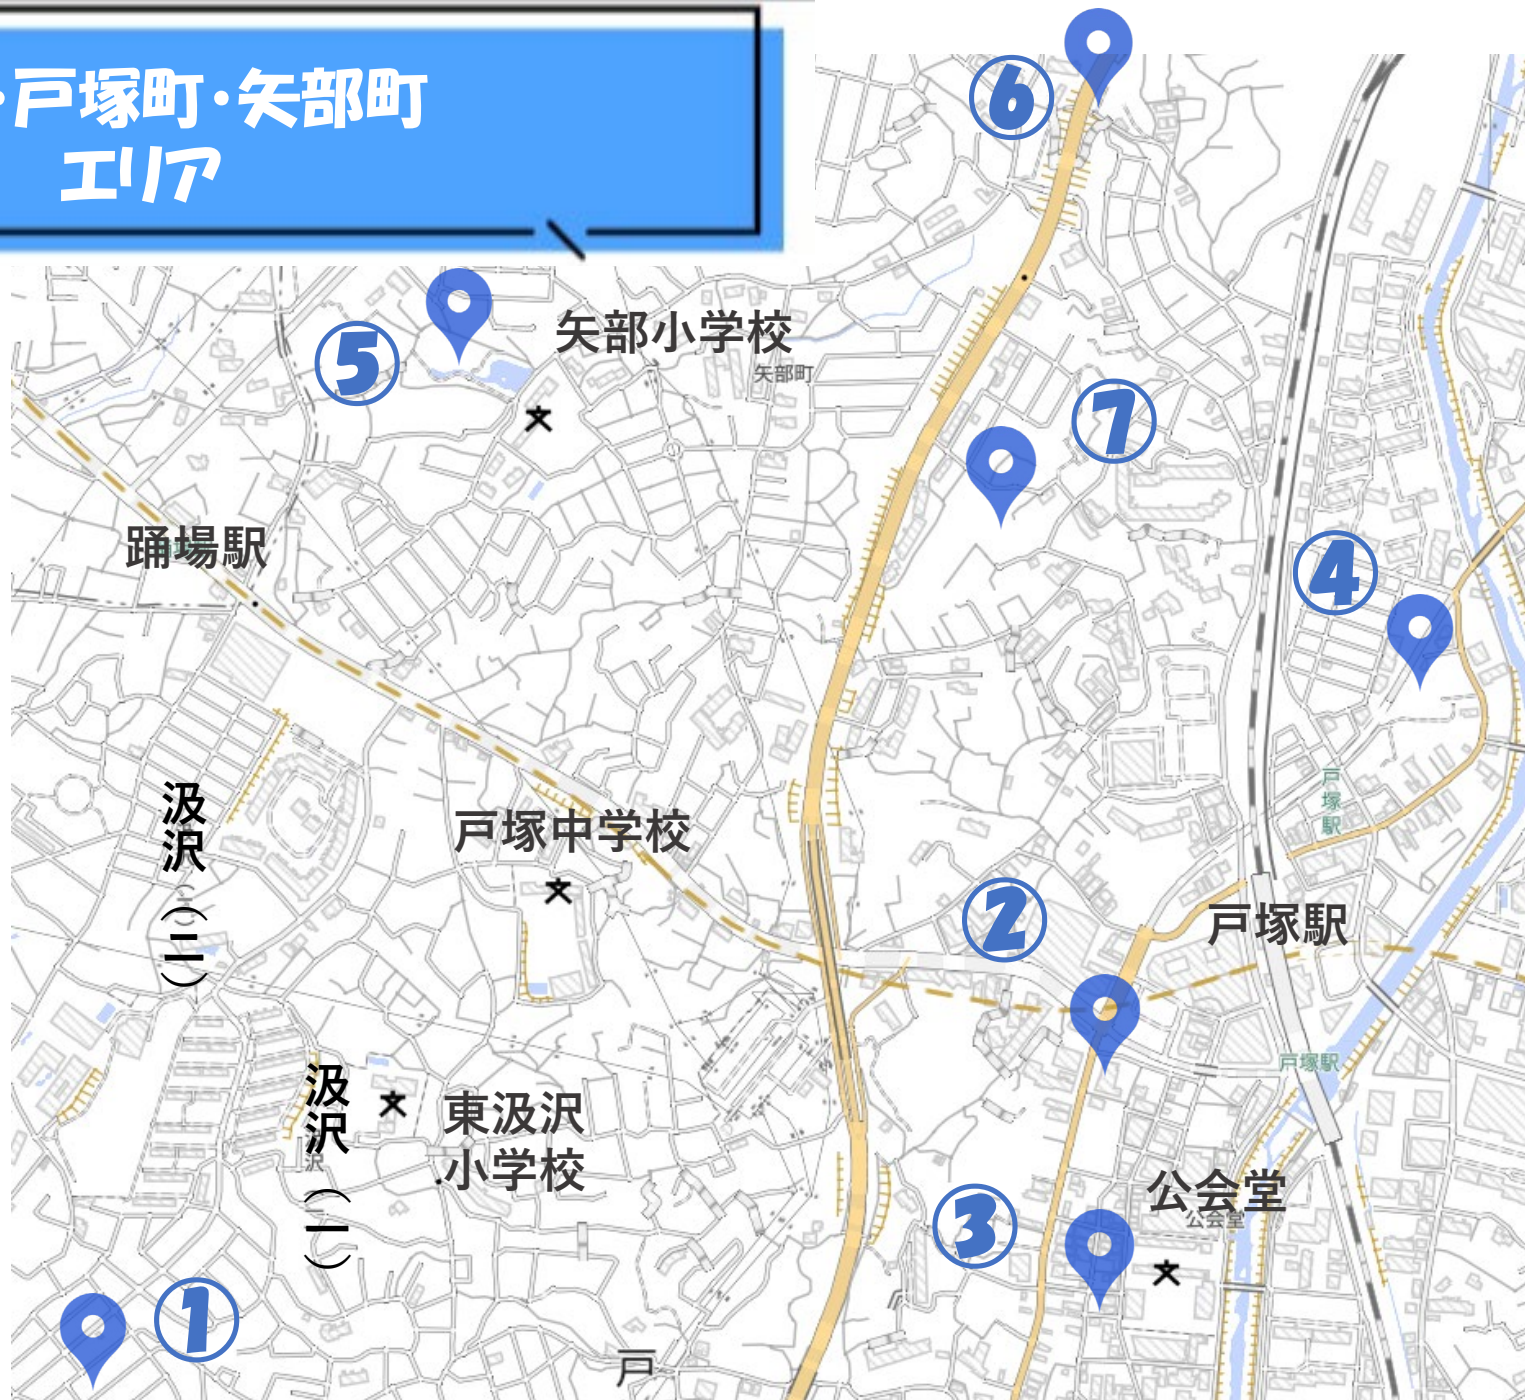 ・戸塚町・矢部町
エリア
⑥
⑤
矢部小学校
矢部町
⑦
踊場駅
④
戸塚駅
汲沢(二)
戸塚中学校
②
戸塚駅
戸塚駅
汲沢(一)
東汲沢
小学校
③
公会堂
公会堂
①
戸